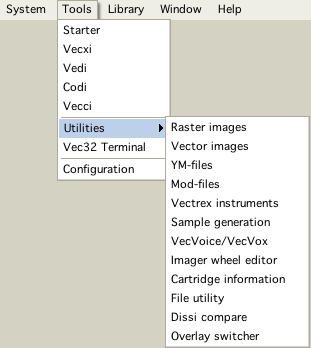 System Tools Library Window Help
Starter
Vecxi
Vedi
Codi
Vecci
Utilities
Vec32 Terminal
Configuration
Raster images
Vector images
YM-files
Mod-files
Vectrex instruments
Sample generation
VecVoice/VecVox
Imager wheel editor
Cartridge information
File utility
Dissi compare
Overlay switcher